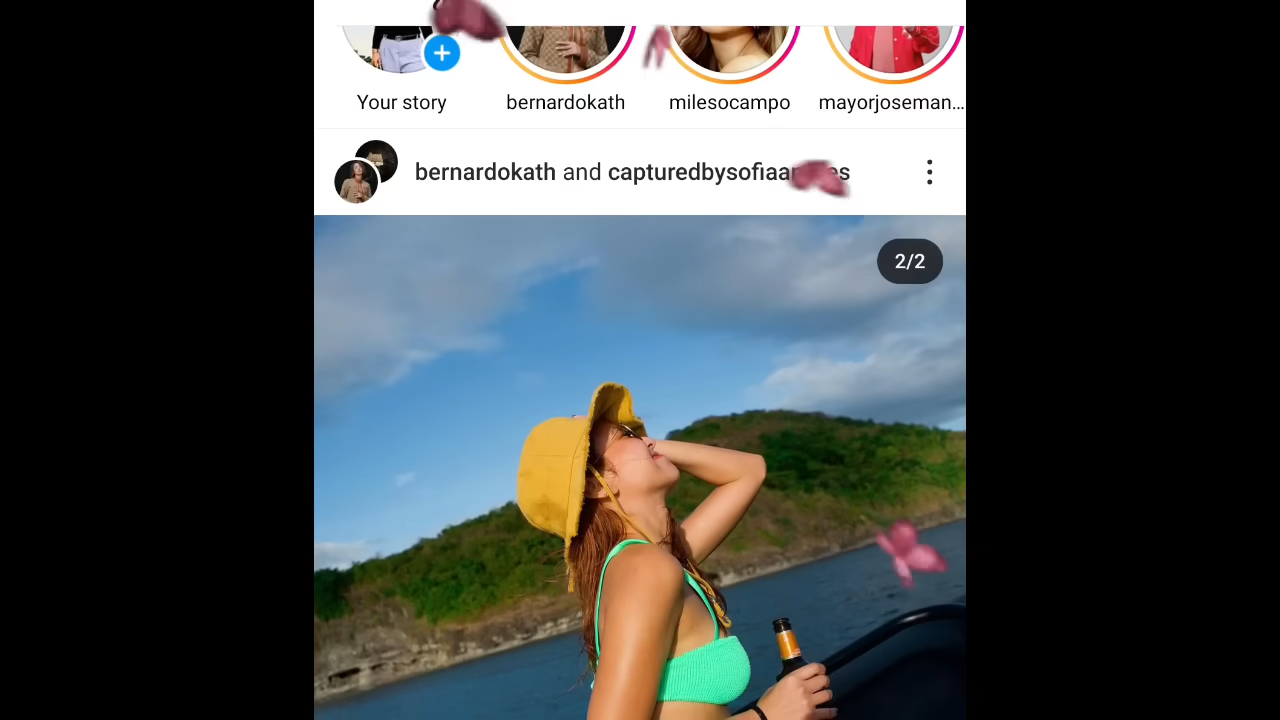 Your story
bernardokath
milesocampo
mayorjoseman...
bernardokath and
2/2